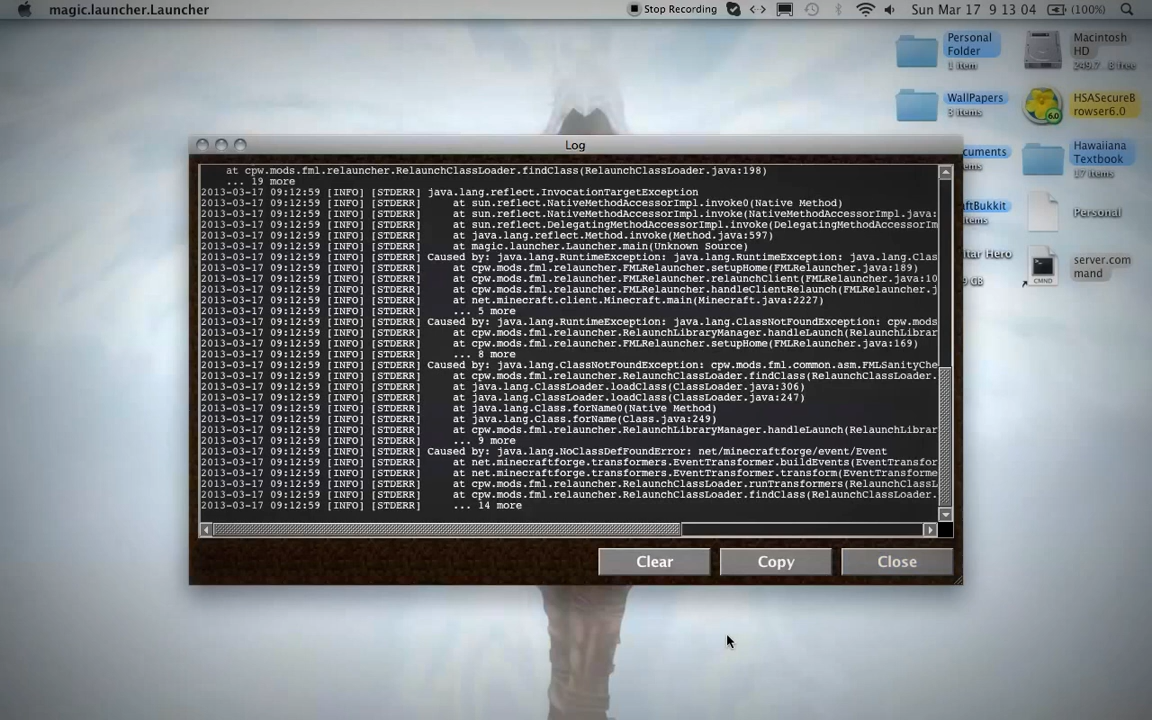 magic.launcher.Launcher
Stop Recording
Sun Mar 17 9 13 04
(100%)
Personal Folder
1 item
Macintosh HD
WallPapers
3 items
HSASecureBrowser6.0
cuments
items
Hawaiiana Textbook
17 items
aftBukkit
tems
Personal
tar Hero
GB
server.command
CMND
Log
at cpw.mods.fml.relauncher.RelaunchClassLoader.findClass(RelaunchClassLoader.java:198)
... 19 more
2013-03-17 09:12:59 [INFO] [STDERR] java.lang.reflect.InvocationTargetException
2013-03-17 09:12:59 [INFO] [STDERR] at sun.reflect.NativeMethodAccessorImpl.invoke0(Native Method)
2013-03-17 09:12:59 [INFO] [STDERR] at sun.reflect.NativeMethodAccessorImpl.invoke(NativeMethodAccessorImpl.java:
2013-03-17 09:12:59 [INFO] [STDERR] at sun.reflect.DelegatingMethodAccessorImpl.invoke(DelegatingMethodAccessorIm
2013-03-17 09:12:59 [INFO] [STDERR] at java.lang.reflect.Method.invoke(Method.java:597)
2013-03-17 09:12:59 [INFO] [STDERR] at magic.launcher.Launcher.main(Unknown Source)
2013-03-17 09:12:59 [INFO] [STDERR] Caused by: java.lang.RuntimeException: java.lang.RuntimeException: java.lang.Clas
2013-03-17 09:12:59 [INFO] [STDERR] at cpw.mods.fml.relauncher.FMLRelauncher.setupHome(FMLRelauncher.java:189)
2013-03-17 09:12:59 [INFO] [STDERR] at cpw.mods.fml.relauncher.FMLRelauncher.relaunchClient(FMLRelauncher.java:10
2013-03-17 09:12:59 [INFO] [STDERR] at cpw.mods.fml.relauncher.FMLRelauncher.handleClientRelaunch(FMLRelauncher.j
2013-03-17 09:12:59 [INFO] [STDERR] at net.minecraft.client.Minecraft.main(Minecraft.java:2227)
2013-03-17 09:12:59 [INFO] [STDERR] ... 5 more
2013-03-17 09:12:59 [INFO] [STDERR] Caused by: java.lang.RuntimeException: java.lang.ClassNotFoundException: cpw.mods
2013-03-17 09:12:59 [INFO] [STDERR] at cpw.mods.fml.relauncher.RelaunchLibraryManager.handleLaunch(RelaunchLibrar
2013-03-17 09:12:59 [INFO] [STDERR] at cpw.mods.fml.relauncher.FMLRelauncher.setupHome(FMLRelauncher.java:169)
2013-03-17 09:12:59 [INFO] [STDERR] ... 8 more
2013-03-17 09:12:59 [INFO] [STDERR] Caused by: java.lang.ClassNotFoundException: cpw.mods.fml.common.asm.FMLSanityChe
2013-03-17 09:12:59 [INFO] [STDERR] at cpw.mods.fml.relauncher.RelaunchClassLoader.findClass(RelaunchClassLoader.
2013-03-17 09:12:59 [INFO] [STDERR] at java.lang.ClassLoader.loadClass(ClassLoader.java:306)
2013-03-17 09:12:59 [INFO] [STDERR] at java.lang.ClassLoader.loadClass(ClassLoader.java:247)
2013-03-17 09:12:59 [INFO] [STDERR] at java.lang.Class.forName0(Native Method)
2013-03-17 09:12:59 [INFO] [STDERR] at java.lang.Class.forName(Class.java:249)
2013-03-17 09:12:59 [INFO] [STDERR] at cpw.mods.fml.relauncher.RelaunchLibraryManager.handleLaunch(RelaunchLibrar
2013-03-17 09:12:59 [INFO] [STDERR] ... 9 more
2013-03-17 09:12:59 [INFO] [STDERR] Caused by: java.lang.NoClassDefFoundError: net/minecraftforge/event/Event
2013-03-17 09:12:59 [INFO] [STDERR] at net.minecraftforge.transformers.EventTransformer.buildEvents(EventTransfor
2013-03-17 09:12:59 [INFO] [STDERR] at net.minecraftforge.transformers.EventTransformer.transform(EventTransforme
2013-03-17 09:12:59 [INFO] [STDERR] at cpw.mods.fml.relauncher.RelaunchClassLoader.runTransformers(RelaunchClassL
2013-03-17 09:12:59 [INFO] [STDERR] at cpw.mods.fml.relauncher.RelaunchClassLoader.findClass(RelaunchClassLoader.
2013-03-17 09:12:59 [INFO] [STDERR] ... 14 more
Clear
Copy
Close